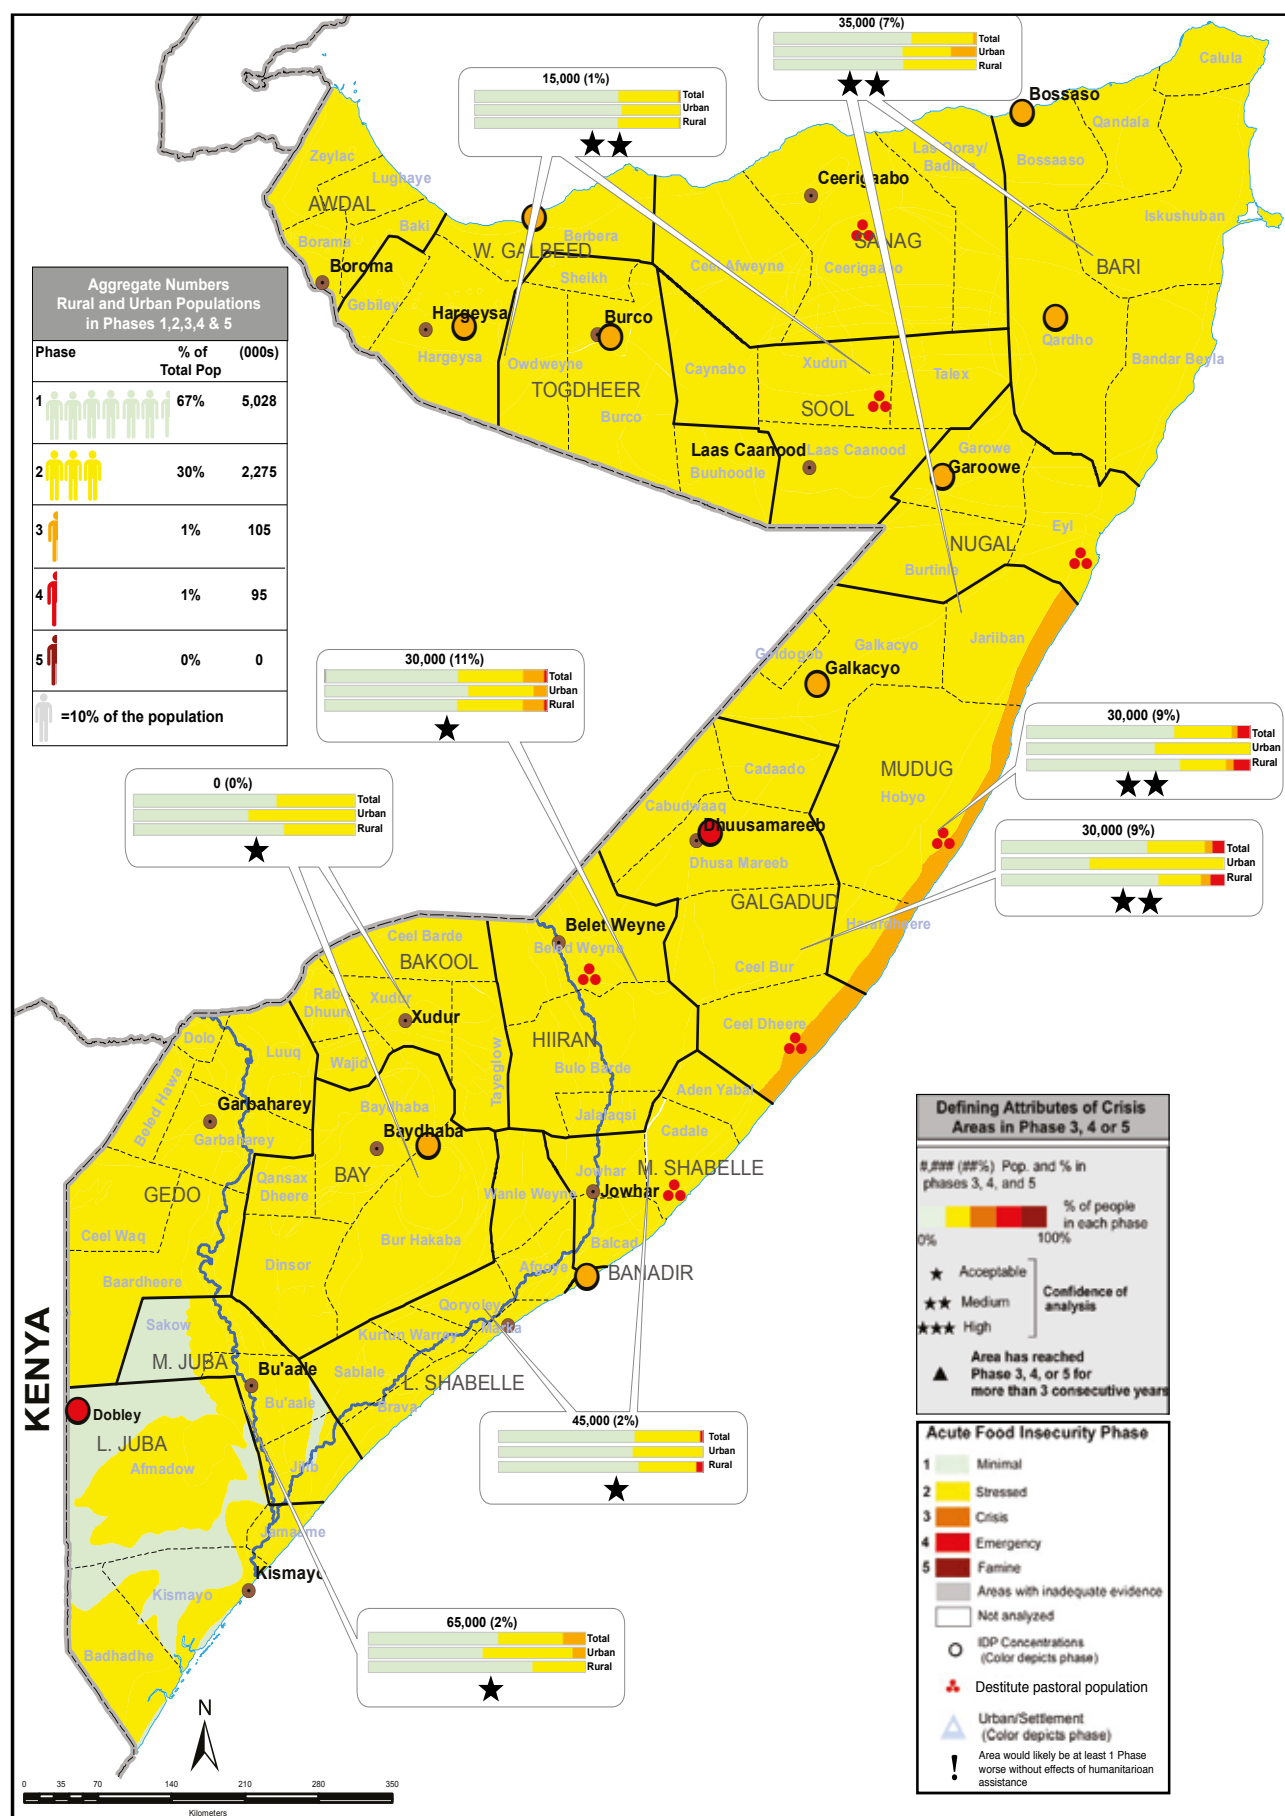 35,000 (7%)
Total
Urban
Rural
15,000 (1%)
Total
Urban
Rural
Calula
Bossaso
Qandala
Bossaaso
Las Qoray/
Badhan
Zeylac
Lughaye
AWDAL
Baki
Borama
Boroma
Ceerigaabo
Iskushuban
W. GALBEED
Berbera
SANAG
Ceel Afweyne
Ceerigaabo
BARI
Sheikh
Gebiley
Hargeysa
Hargeysa
Burco
Owdweyne
TOGDHEER
Burco
Caynabo
Xudun
Talex
SOOL
Qardho
Bandar Beyla
Laas Caanood
Laas Caanood
Buuhoodle
Garowe
Garoowe
Eyl
NUGAL
Burtinle
Aggregate Numbers
Rural and Urban Populations
in Phases 1,2,3,4 & 5
Phase % of (000s)
Total Pop
1 67% 5,028
2 30% 2,275
3 1% 105
4 1% 95
5 0% 0
=10% of the population
Jariiban
Galkacyo
Goldogob
Galkacyo
30,000 (11%)
Total
Urban
Rural
30,000 (9%)
Total
Urban
Rural
Cadaado
MUDUG
Hobyo
Cabudwaaq
Dhuusamareeb
Dhusa Mareeb
0 (0%)
Total
Urban
Rural
30,000 (9%)
Total
Urban
Rural
GALGADUD
Harardheere
Belet Weyne
Beled Weyne
Ceel Bur
Ceel Barde
BAKOOL
Rab
Dhuure
Xudur
Xudur
Ceel Dheere
HIIRAN
Dolo
Luuq
Wajid
Tayeglow
Bulo Barde
Aden Yabal
Beled Hawa
Garbaharey
Garbaharey
Baydhaba
Baydhaba
Jalalaqsi
Cadale
M. SHABELLE
Jowhar
Jowhar
BAY
Qansax
Dheere
GEDO
Wanle Weyne
Ceel Waq
Bur Hakaba
Balcad
Dinsor
Afgoye
BANADIR
Baardheere
Qoryoley
Marka
Kurtun Warrey
Sakow
M. JUBA
Bu'aale
Bu'aale
Sablale
L. SHABELLE
Brava
KENYA
Dobley
L. JUBA
Afmadow
Jilib
45,000 (2%)
Total
Urban
Rural
Jamaame
Kismayo
Kismayo
Badhadhe
65,000 (2%)
Total
Urban
Rural
N
0 35 70 140 210 280 350
Kilometers
Defining Attributes of Crisis
Areas in Phase 3, 4 or 5
#,### (##%) Pop. and % in
phases 3, 4, and 5
% of people
in each phase
0% 100%
Acceptable
Medium
High
Confidence of
analysis
Area has reached
Phase 3, 4, or 5 for
more than 3 consecutive years
Acute Food Insecurity Phase
1 Minimal
2 Stressed
3 Crisis
4 Emergency
5 Famine
Areas with inadequate evidence
Not analyzed
IDP Concentrations
(Color depicts phase)
Destitute pastoral population
Urban/Settlement
(Color depicts phase)
! Area would likely be at least 1 Phase
worse without effects of humanitarioan
assistance